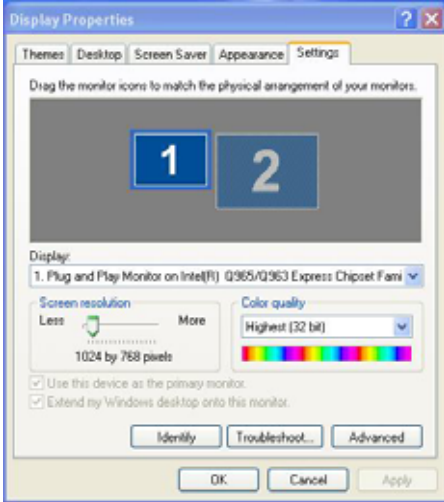 Display Properties
Themes Desktop Screen Saver Appearance Settings
Drag the monitor icons to match the physical arrangement of your monitors.
1 2
Display:
1. Plug and Play Monitor on Intel(R) Q965/Q963 Express Chipset Fami
Screen resolution Color quality
Less More Highest (32 bit)
1024 by 768 pixels
Use this device as the primary monitor.
Extend my Windows desktop onto this monitor.
Identify Troubleshoot... Advanced
OK Cancel Apply